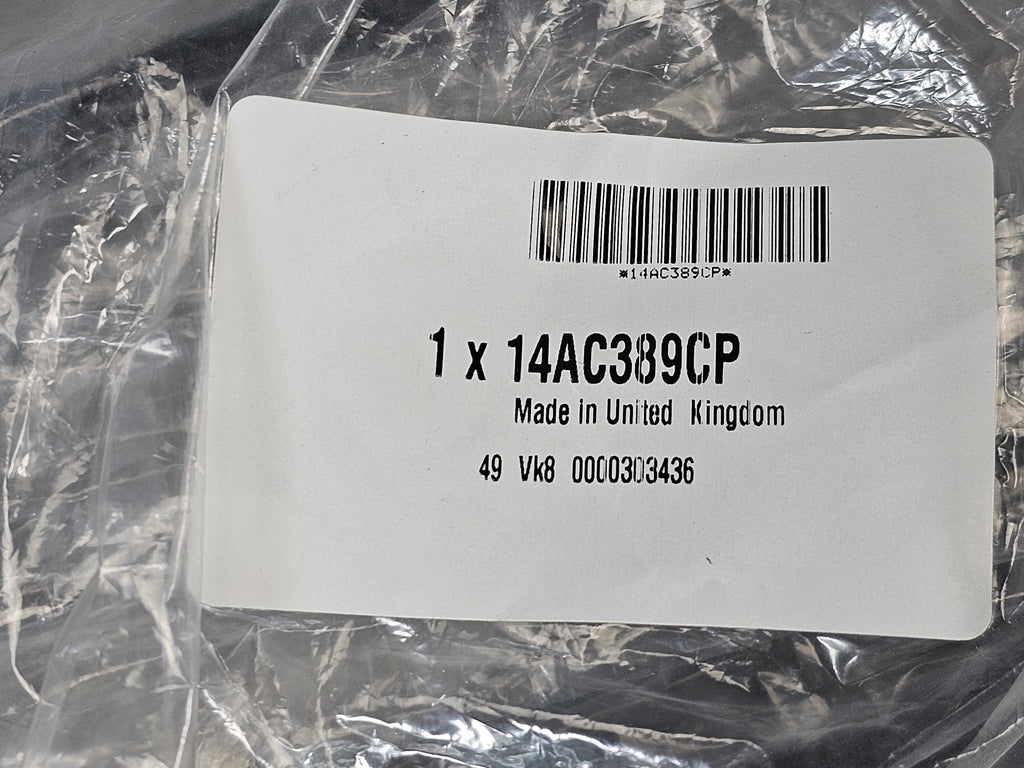 *14AC389CP*
1 x 14AC389CP
Made in United Kingdom
49 Vk8 0000303436